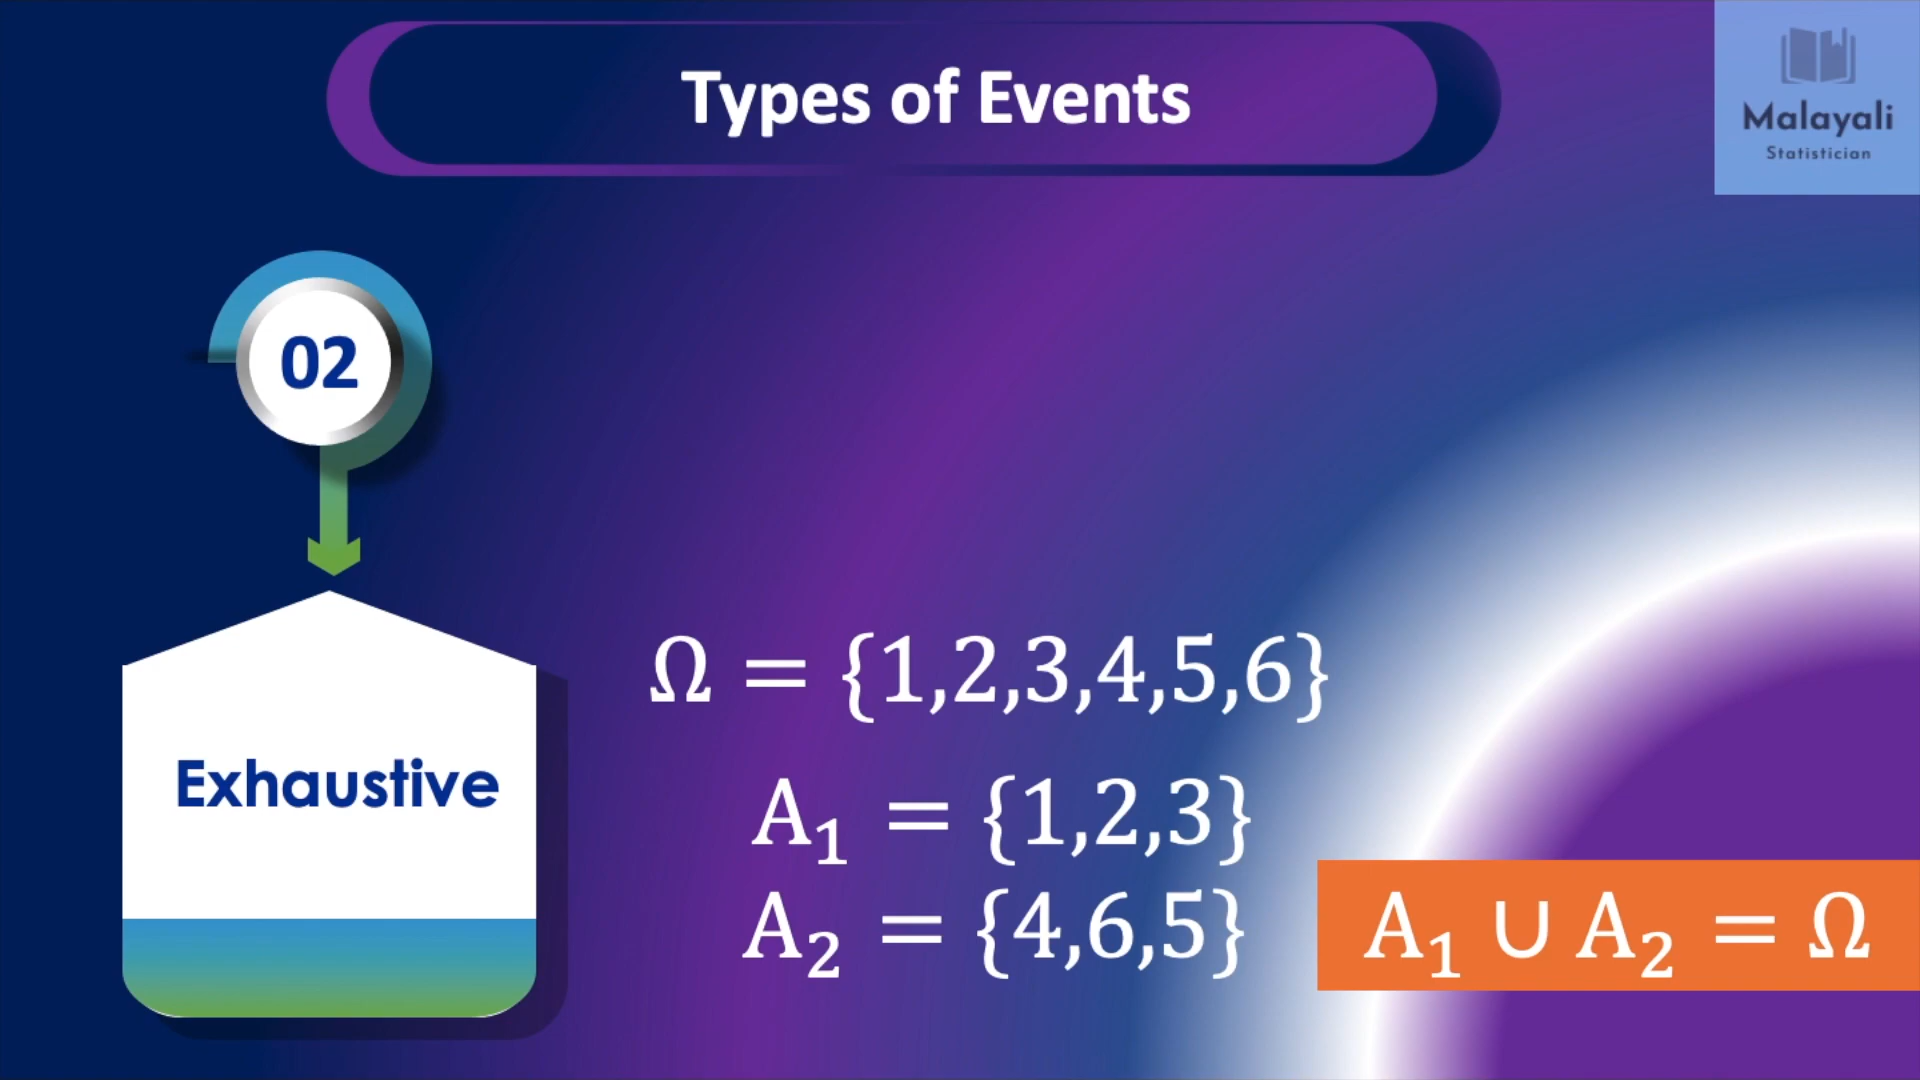 Types of Events
Malayali
Statistician
02
Exhaustive
Ω = {1,2,3,4,5,6}
A₁ = {1,2,3}
A₂ = {4,6,5}
A₁ ∪ A₂ = Ω